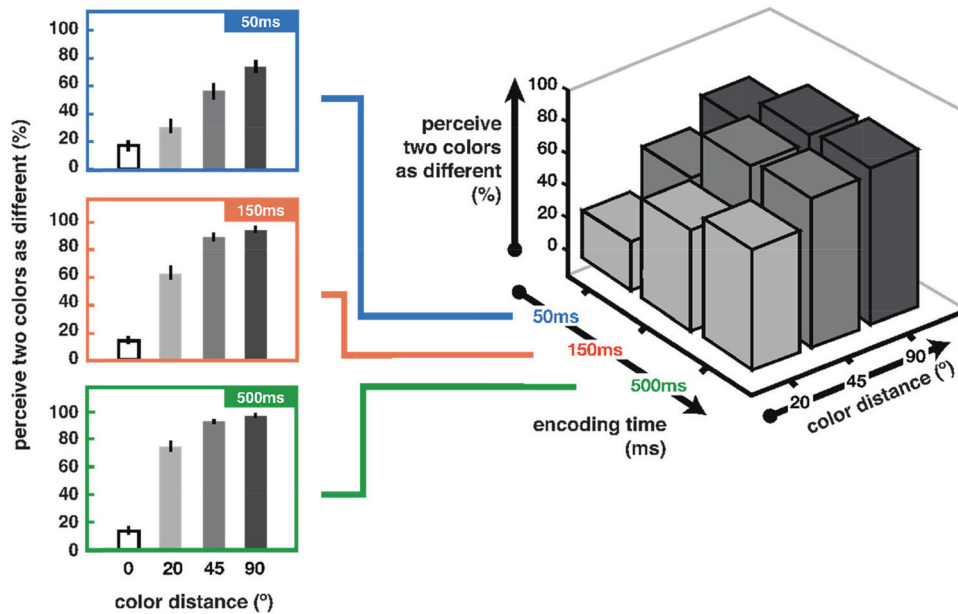 perceive two colors as different (%)
50ms
100
80
60
40
20
0
150ms
100
80
60
40
20
0
500ms
100
80
60
40
20
0
0 20 45 90
color distance (°)
perceive
two colors
as different
(%)
100
80
60
40
20
0
50ms
150ms
500ms
encoding time
(ms)
20 45 90
color distance (°)